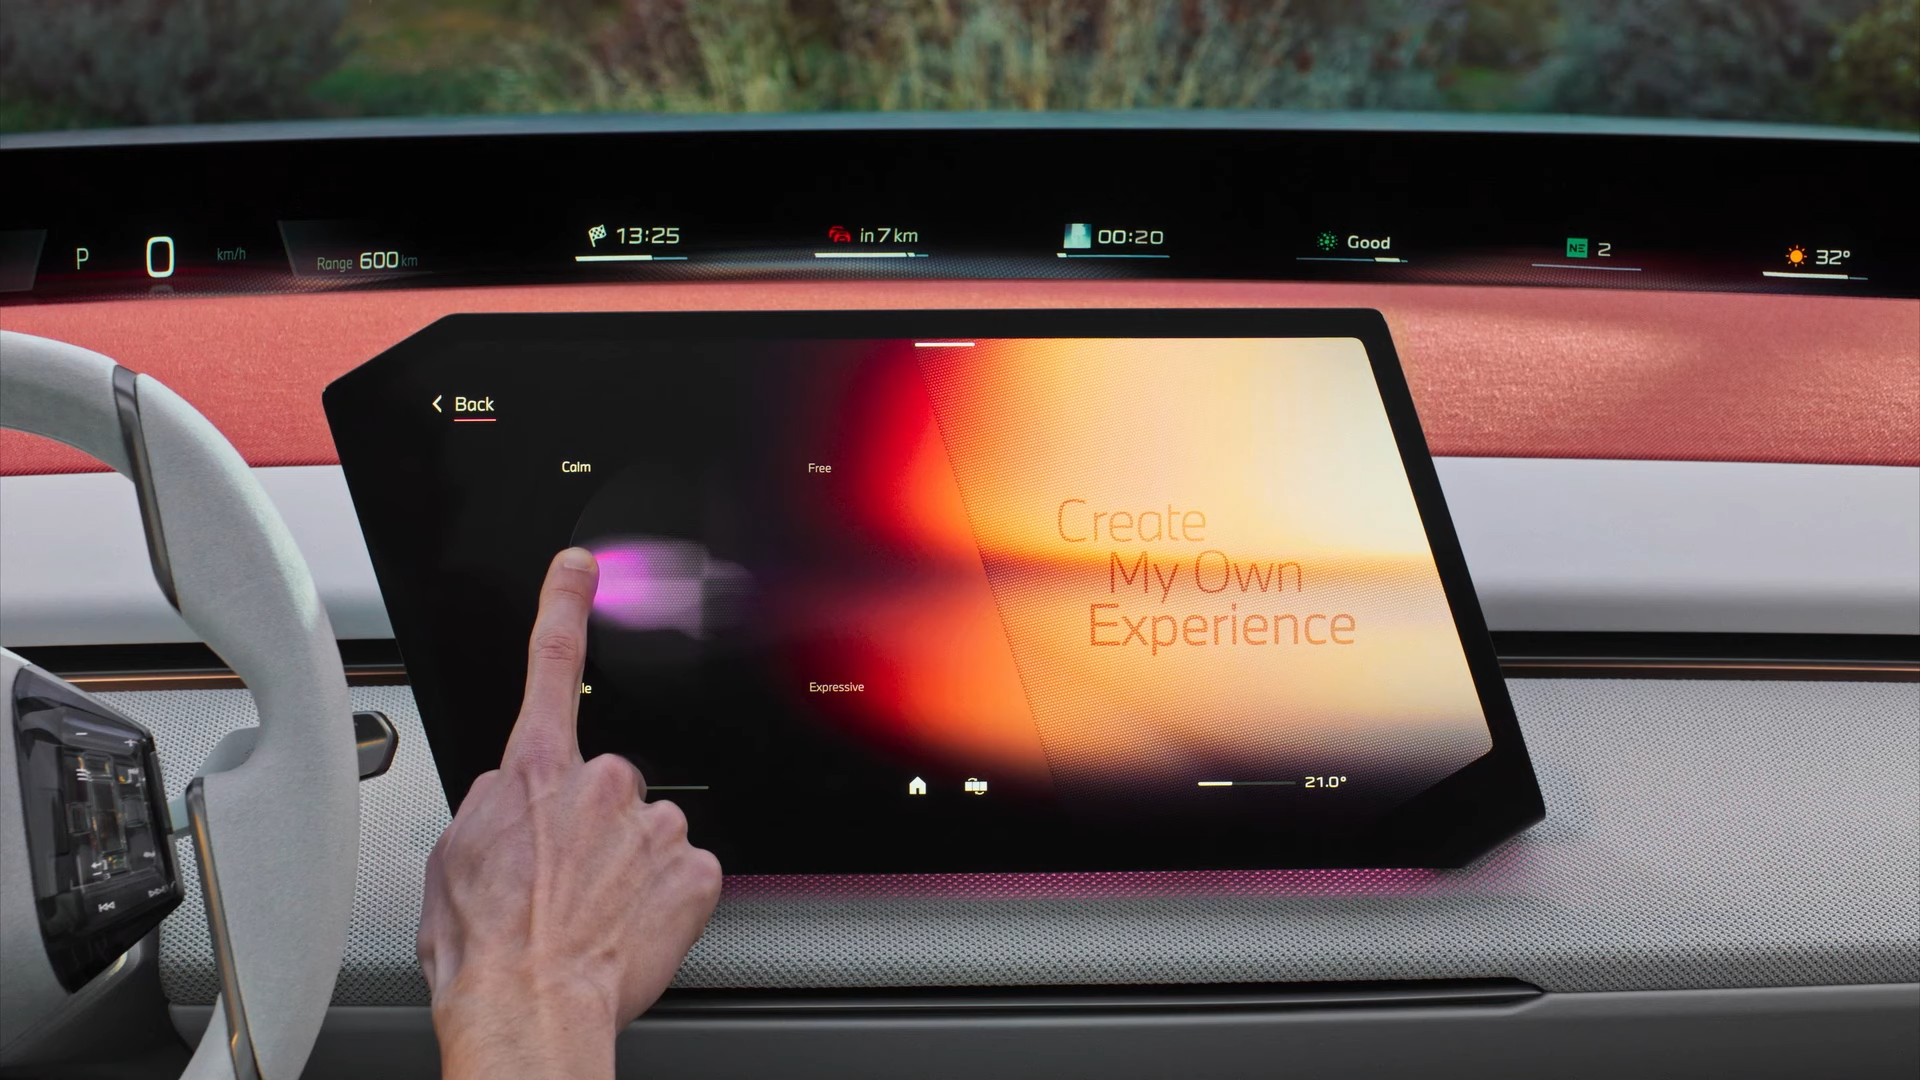 P 0 km/h
Range 600 km
13:25
in 7 km
00:20
Good
NE 2
32°
Back
Calm
Free
Create
My Own
Experience
Expressive
21.0°